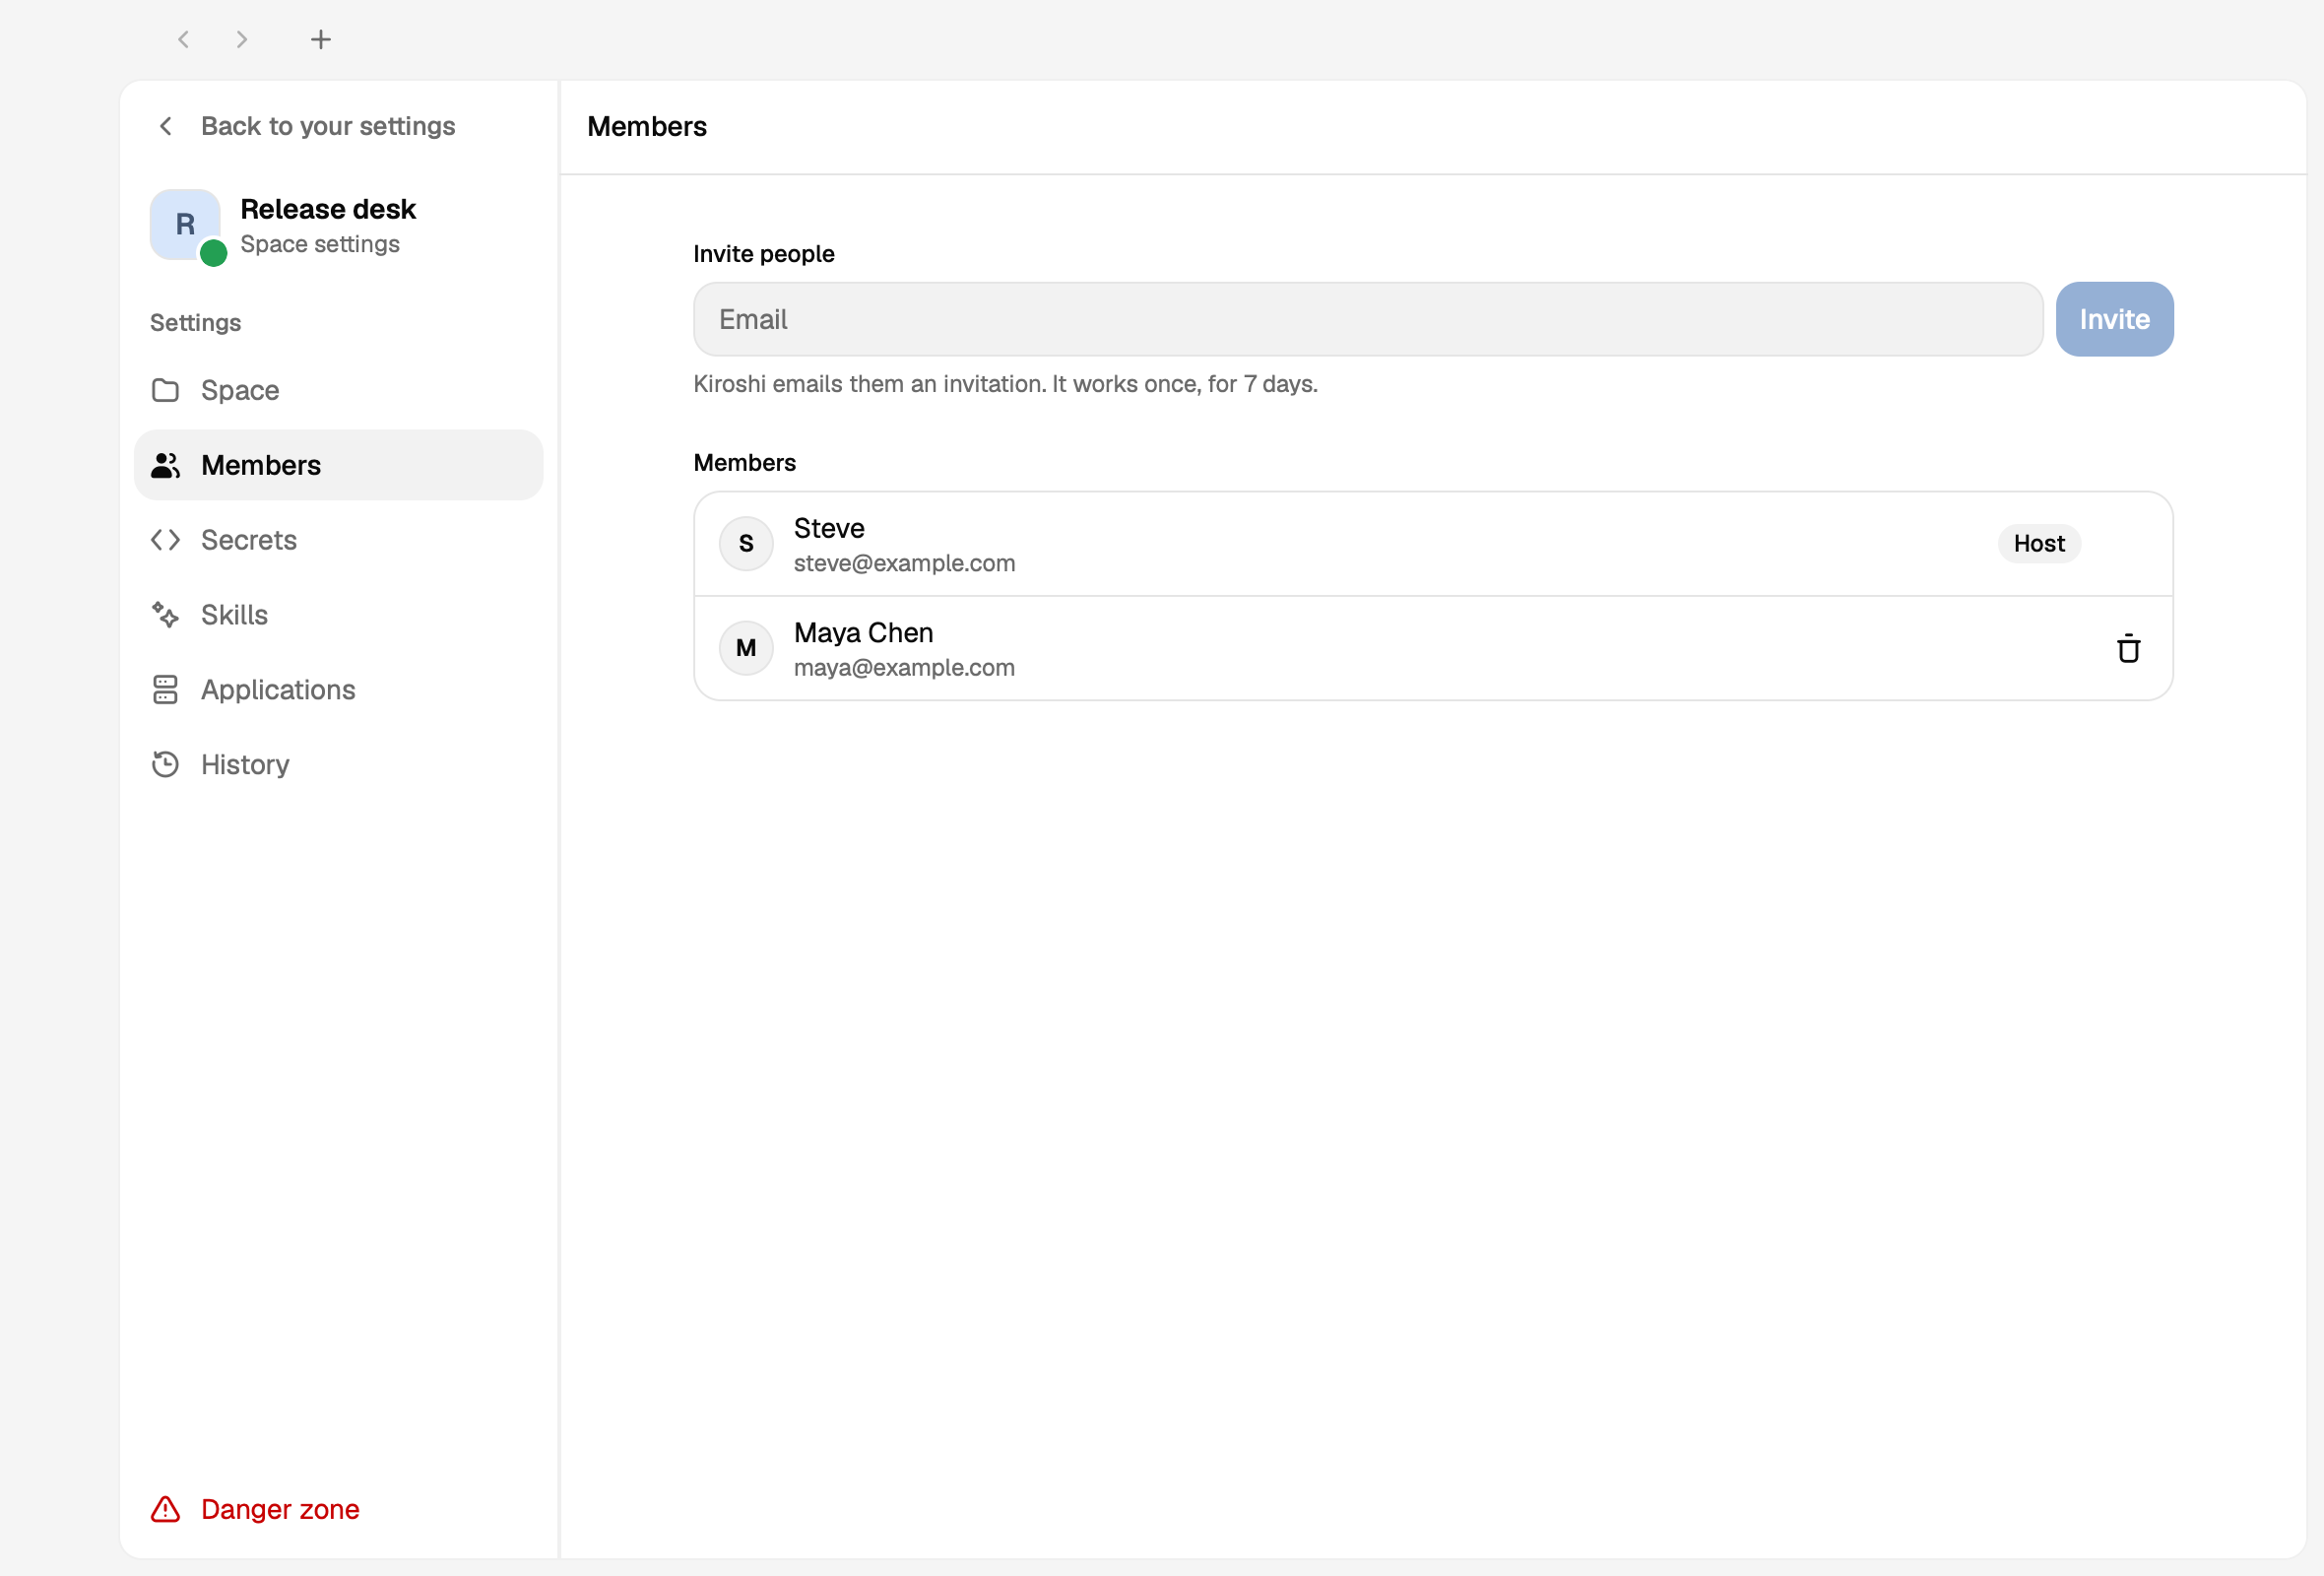 Back to your settings
R
Release desk
Space settings
Settings
Space
Members
Secrets
Skills
Applications
History
Danger zone
Members
Invite people
Email
Invite
Kiroshi emails them an invitation. It works once, for 7 days.
Members
S
Steve
steve@example.com
Host
M
Maya Chen
maya@example.com